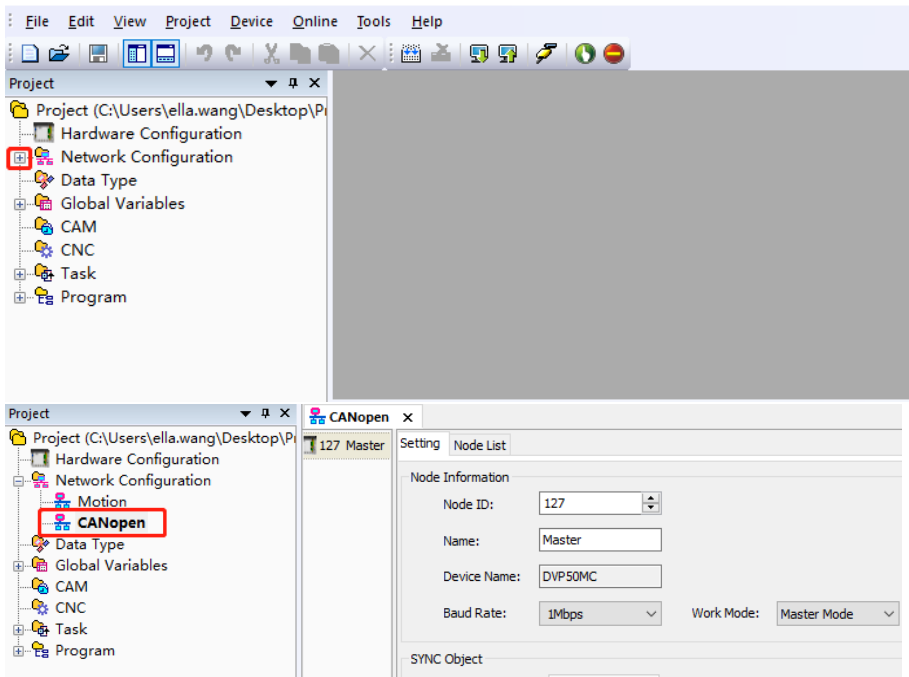 File Edit View Project Device Online Tools Help
Project
Project (C:\Users\ella.wang\Desktop\P
Hardware Configuration
Network Configuration
Data Type
Global Variables
CAM
CNC
Task
Program
Project
Project (C:\Users\ella.wang\Desktop\P
Hardware Configuration
Network Configuration
Motion
CANopen
Data Type
Global Variables
CAM
CNC
Task
Program
CANopen
127 Master
Setting Node List
Node Information
Node ID: 127
Name: Master
Device Name: DVP50MC
Baud Rate: 1Mbps Work Mode: Master Mode
SYNC Object